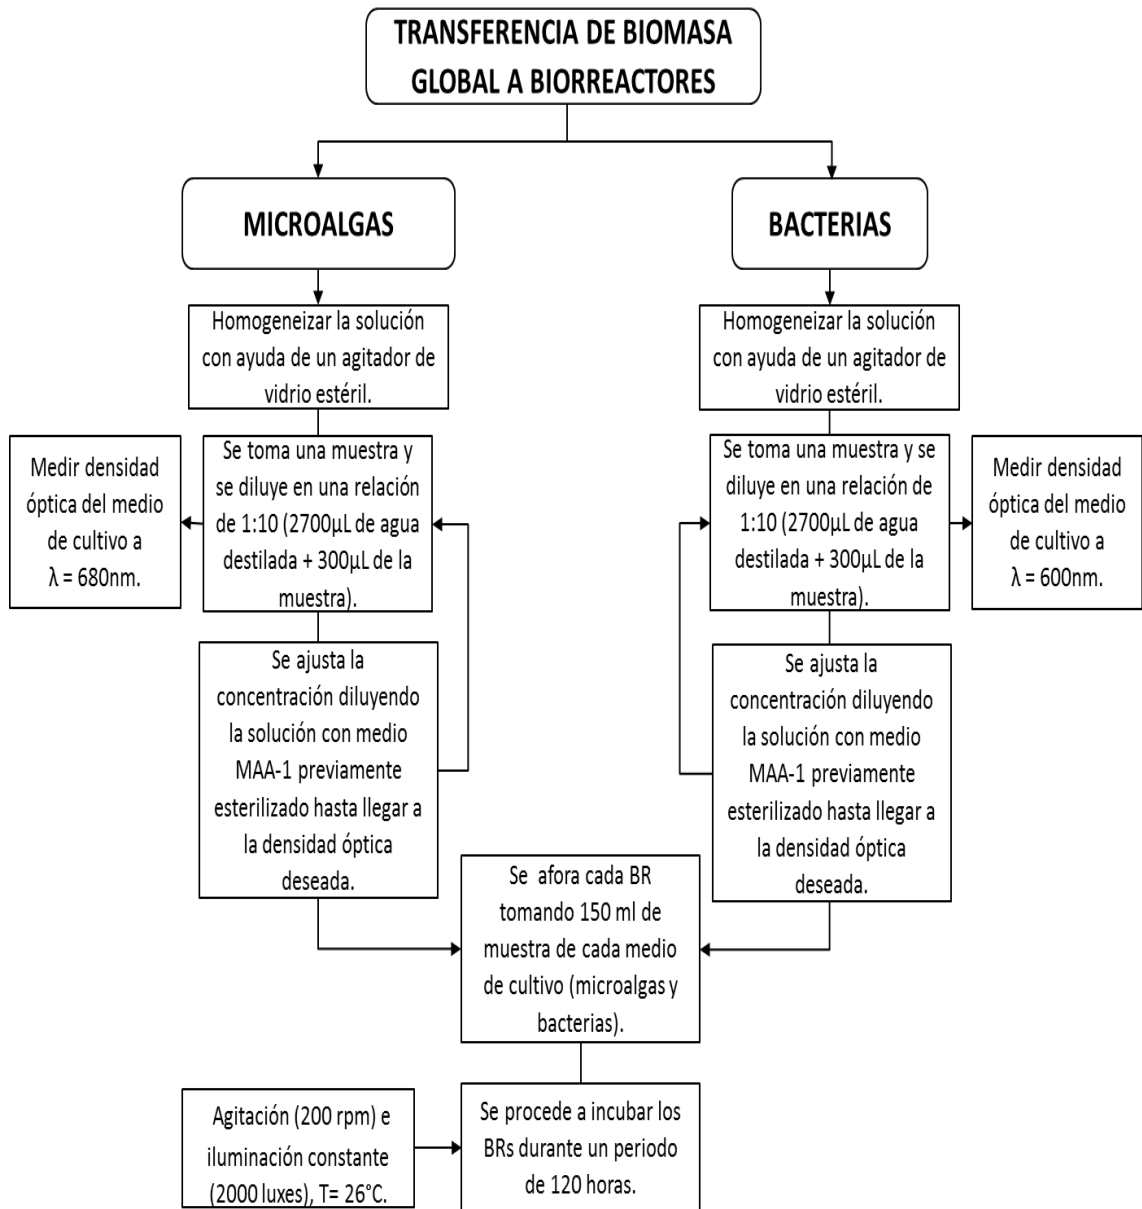 TRANSFERENCIA DE BIOMASA
GLOBAL A BIORREACTORES
MICROALGAS
BACTERIAS
Homogeneizar la solución
con ayuda de un agitador de
vidrio estéril.
Homogeneizar la solución
con ayuda de un agitador de
vidrio estéril.
Medir densidad
óptica del medio
de cultivo a
λ = 680nm.
Se toma una muestra y
se diluye en una relación
de 1:10 (2700µL de agua
destilada + 300µL de la
muestra).
Se toma una muestra y se
diluye en una relación de
1:10 (2700µL de agua
destilada + 300µL de la
muestra).
Medir densidad
óptica del medio
de cultivo a
λ = 600nm.
Se ajusta la
concentración diluyendo
la solución con medio
MAA-1 previamente
esterilizado hasta llegar a
la densidad óptica
deseada.
Se ajusta la
concentración diluyendo
la solución con medio
MAA-1 previamente
esterilizado hasta llegar a
la densidad óptica
deseada.
Se afora cada BR
tomando 150 ml de
muestra de cada medio
de cultivo (microalgas y
bacterias).
Agitación (200 rpm) e
iluminación constante
(2000 luxes), T= 26°C.
Se procede a incubar los
BRs durante un periodo
de 120 horas.